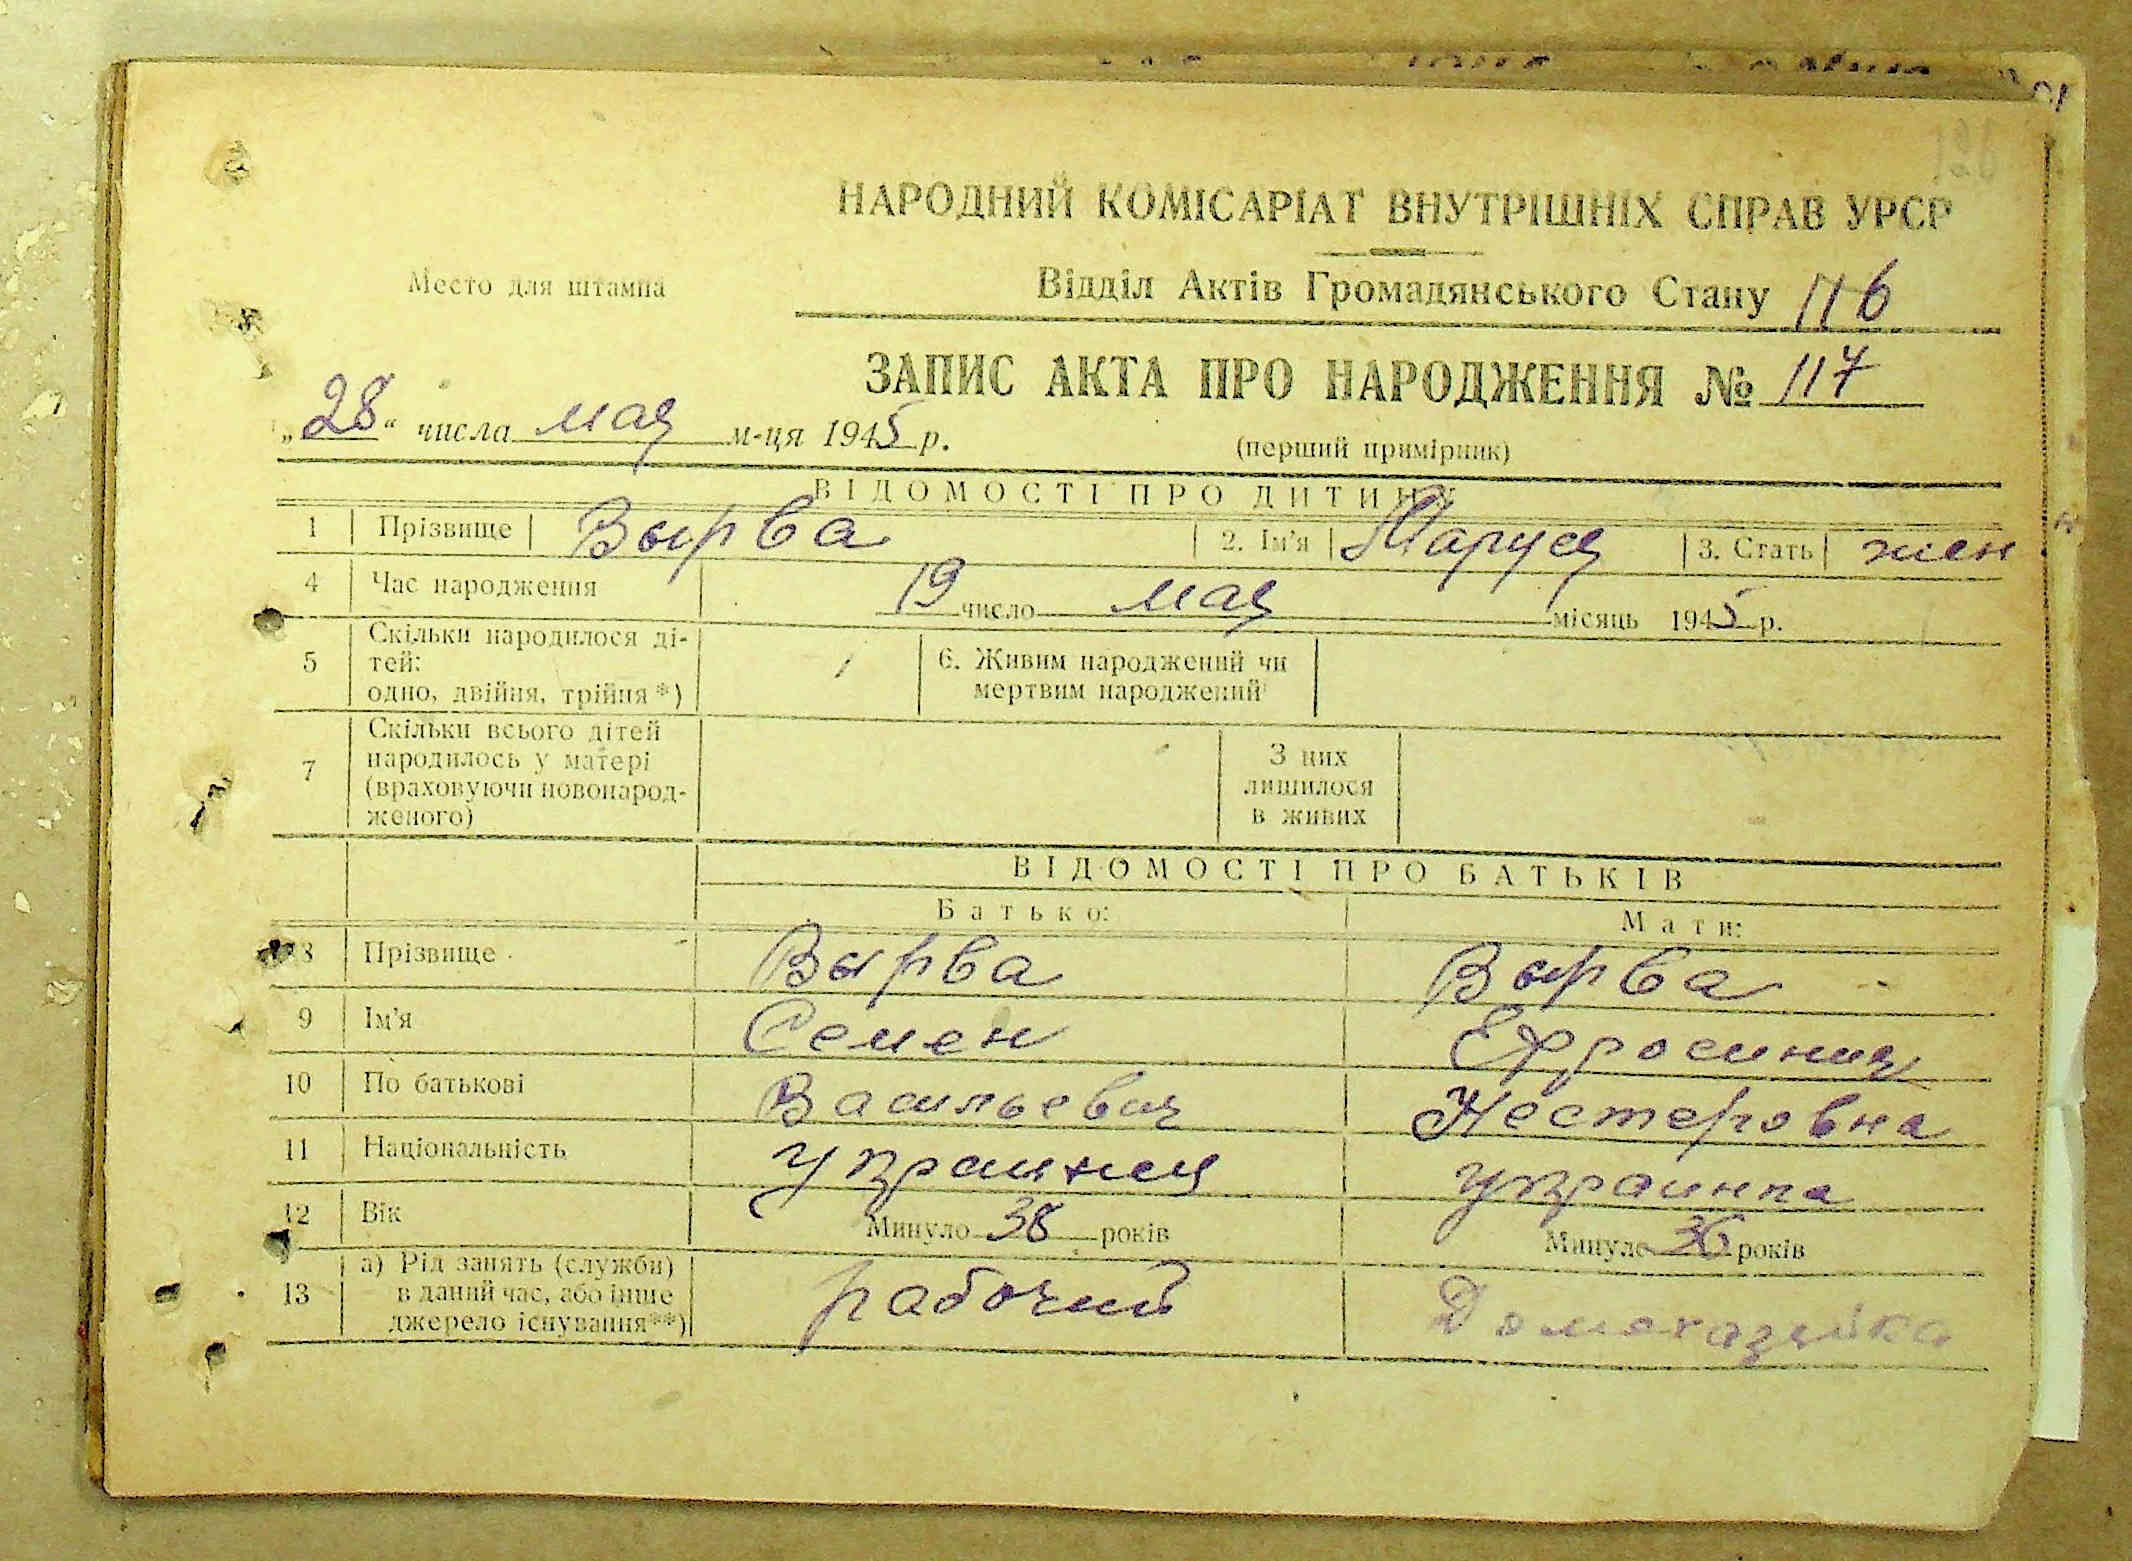 НАРОДНИЙ КОМІСАРІАТ ВНУТРІШНІХ СПРАВ УРСР
Место для штампа
Відділ Актів Громадянського Стану 116
ЗАПИС АКТА ПРО НАРОДЖЕННЯ № 117
„28“ числа мая м-ця 1945 р.
(перший примірник)
ВІДОМОСТІ ПРО ДИТИНУ
1 Прізвище Вырва 2. Ім'я Маруся 3. Стать жен
4 Час народження 19 число мая місяць 1945 р.
5 Скільки народилося ді-
тей:
одно, двійня, трійня*)
6. Живим народжений чи
мертвим народжений
7 Скільки всього дітей
народилось у матері
(враховуючи новонарод-
женого)
З них
лишилося
в живих
ВІДОМОСТІ ПРО БАТЬКІВ
Батько: Мати:
8 Прізвище Вырва Вырва
9 Ім'я Семен Ефросиния
10 По батькові Васильевич Нестеровна
11 Національність украинец украинка
12 Вік Минуло 38 років Минуло 36 років
13 а) Рід занять (служби)
в даний час, або інше
джерело існування**)
рабочий Домохазяйка